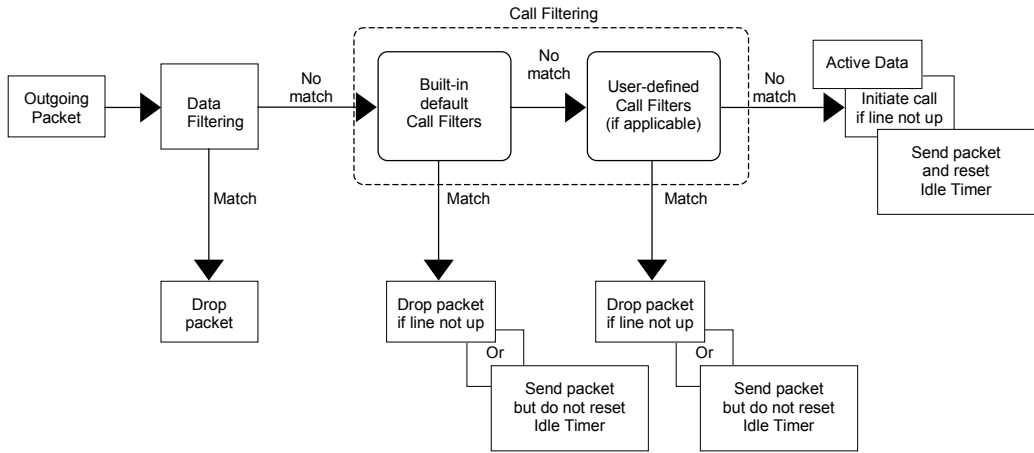 Call Filtering
Outgoing
Packet
Data
Filtering
No
match
Built-in
default
Call Filters
No
match
User-defined
Call Filters
(if applicable)
No
match
Active Data
Initiate call
if line not up
Send packet
and reset
Idle Timer
Match
Match
Match
Drop
packet
Drop packet
if line not up
Or
Send packet
but do not reset
Idle Timer
Drop packet
if line not up
Or
Send packet
but do not reset
Idle Timer